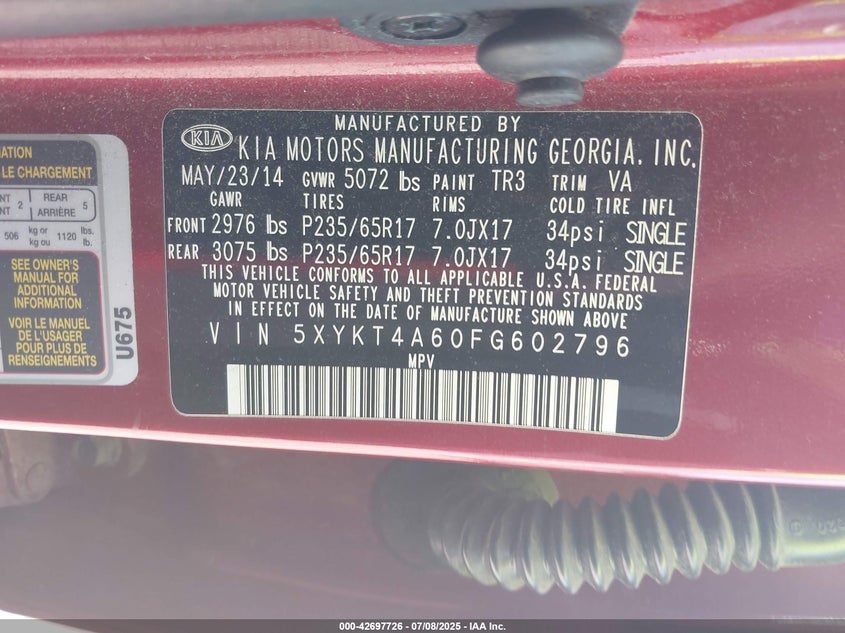 MANUFACTURED BY
KIA KIA MOTORS MANUFACTURING GEORGIA, INC.
MAY/23/14 GVWR 5072 lbs PAINT TR3 TRIM VA
GAWR TIRES RIMS COLD TIRE INFL
FRONT 2976 lbs P235/65R17 7.0JX17 34psi SINGLE
REAR 3075 lbs P235/65R17 7.0JX17 34psi SINGLE
THIS VEHICLE CONFORMS TO ALL APPLICABLE U.S.A. FEDERAL
MOTOR VEHICLE SAFETY AND THEFT PREVENTION STANDARDS
IN EFFECT ON THE DATE OF MANUFACTURE SHOWN ABOVE
VIN 5XYKT4A60FG602796
MPV
LE CHARGEMENT
2 REAR 5
ARRIÈRE
506 kg or 1120 lbs.
kg ou lb.
SEE OWNER'S
MANUAL FOR
ADDITIONAL
INFORMATION
VOIR LE MANUEL
DE L'USAGER
POUR PLUS DE
RENSEIGNEMENTS
U675
000-42697726 - 07/08/2025 - IAA Inc.